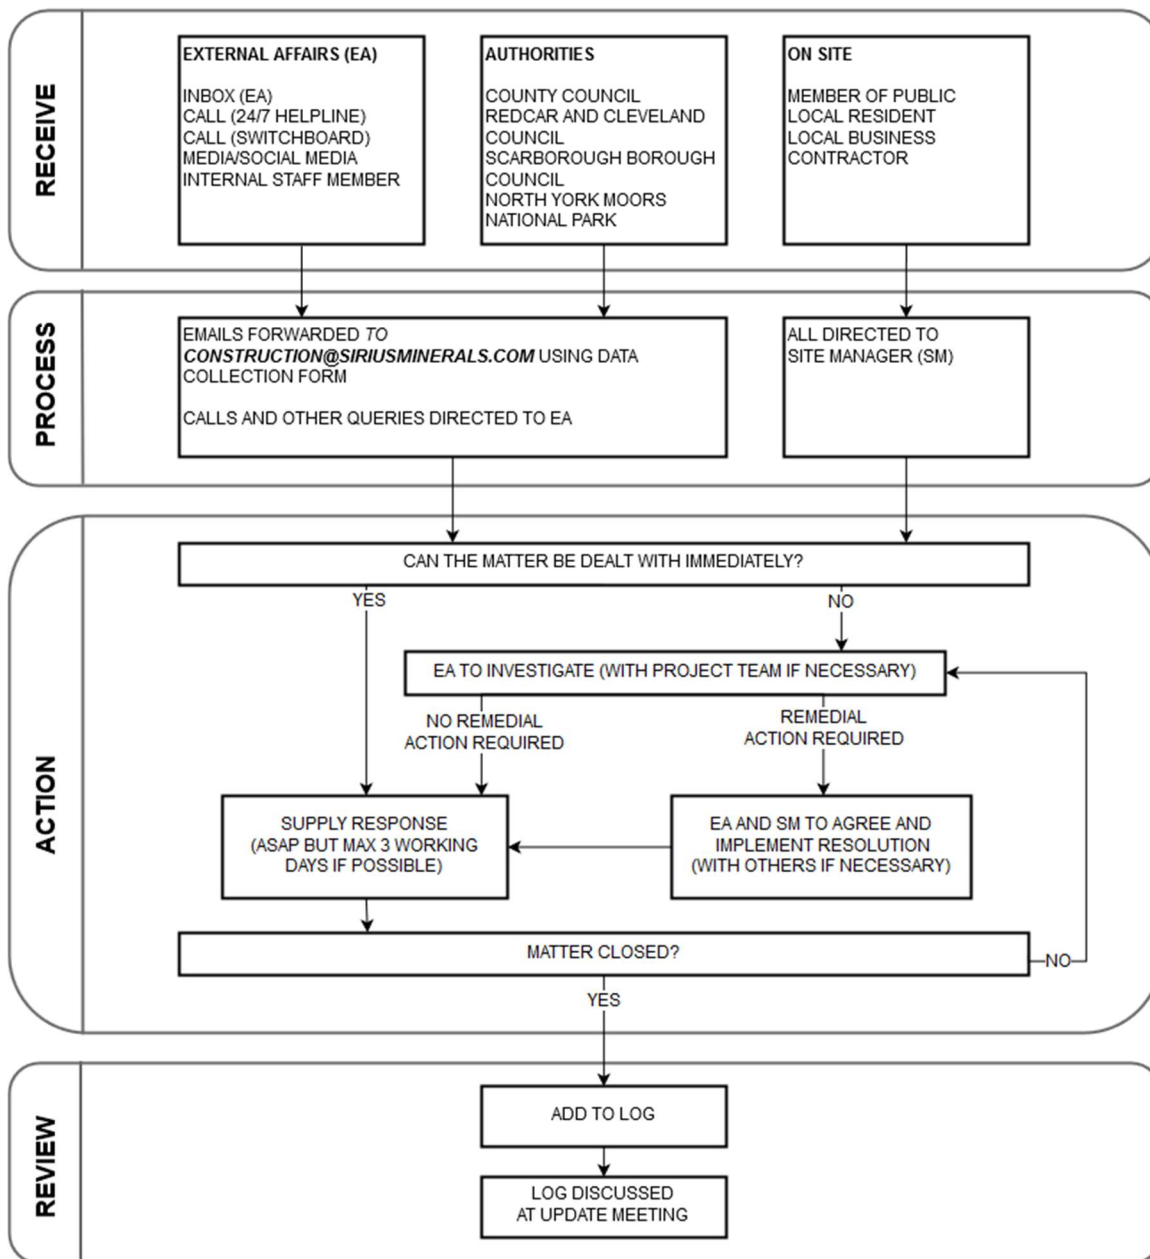 RECEIVE
EXTERNAL AFFAIRS (EA)
INBOX (EA)
CALL (24/7 HELPLINE)
CALL (SWITCHBOARD)
MEDIA/SOCIAL MEDIA
INTERNAL STAFF MEMBER
AUTHORITIES
COUNTY COUNCIL
REDCAR AND CLEVELAND
COUNCIL
SCARBOROUGH BOROUGH
COUNCIL
NORTH YORK MOORS
NATIONAL PARK
ON SITE
MEMBER OF PUBLIC
LOCAL RESIDENT
LOCAL BUSINESS
CONTRACTOR
PROCESS
EMAILS FORWARDED TO
CONSTRUCTION@SIRIUSMINERALS.COM USING DATA
COLLECTION FORM
CALLS AND OTHER QUERIES DIRECTED TO EA
ALL DIRECTED TO
SITE MANAGER (SM)
ACTION
CAN THE MATTER BE DEALT WITH IMMEDIATELY?
YES
NO
EA TO INVESTIGATE (WITH PROJECT TEAM IF NECESSARY)
NO REMEDIAL
ACTION REQUIRED
REMEDIAL
ACTION REQUIRED
SUPPLY RESPONSE
(ASAP BUT MAX 3 WORKING
DAYS IF POSSIBLE)
EA AND SM TO AGREE AND
IMPLEMENT RESOLUTION
(WITH OTHERS IF NECESSARY)
MATTER CLOSED?
NO
YES
REVIEW
ADD TO LOG
LOG DISCUSSED
AT UPDATE MEETING